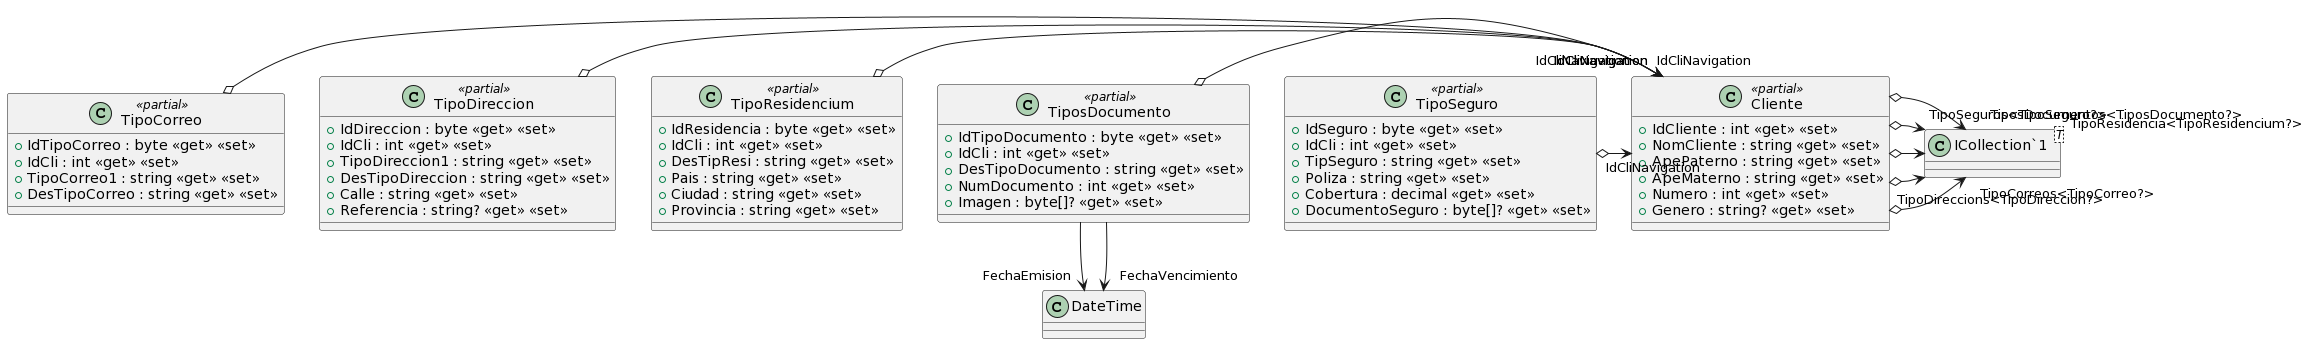 «partial»
C TipoCorreo
IdTipoCorreo : byte «get» «set»
IdCli : int «get» «set»
TipoCorreo1 : string «get» «set»
DesTipoCorreo : string «get» «set»
«partial»
C TipoDireccion
IdDireccion : byte «get» «set»
IdCli : int «get» «set»
TipoDireccion1 : string «get» «set»
DesTipoDireccion : string «get» «set»
Calle : string «get» «set»
Referencia : string? «get» «set»
«partial»
C TipoResidencium
IdResidencia : byte «get» «set»
IdCli : int «get» «set»
DesTipResi : string «get» «set»
Pais : string «get» «set»
Ciudad : string «get» «set»
Provincia : string «get» «set»
«partial»
C TiposDocumento
IdTipoDocumento : byte «get» «set»
IdCli : int «get» «set»
DesTipoDocumento : string «get» «set»
NumDocumento : int «get» «set»
Imagen : byte[]? «get» «set»
«partial»
C TipoSeguro
IdSeguro : byte «get» «set»
IdCli : int «get» «set»
TipSeguro : string «get» «set»
Poliza : string «get» «set»
Cobertura : decimal «get» «set»
DocumentoSeguro : byte[]? «get» «set»
IdCliNavigation
IdCliNavigation
«partial»
C Cliente
IdCliente : int «get» «set»
NomCliente : string «get» «set»
ApePaterno : string «get» «set»
ApeMaterno : string «get» «set»
Numero : int «get» «set»
Genero : string? «get» «set»
IdCliNavigation
TipoSeguros<TipoSeguro?>
TiposDocumentos<TiposDocumento?>
TipoResidencia<TipoResidencium?>
C ICollection`1
T
TipoCorreos<TipoCorreo?>
TipoDireccions<TipoDireccion?>
FechaEmision
FechaVencimiento
C DateTime